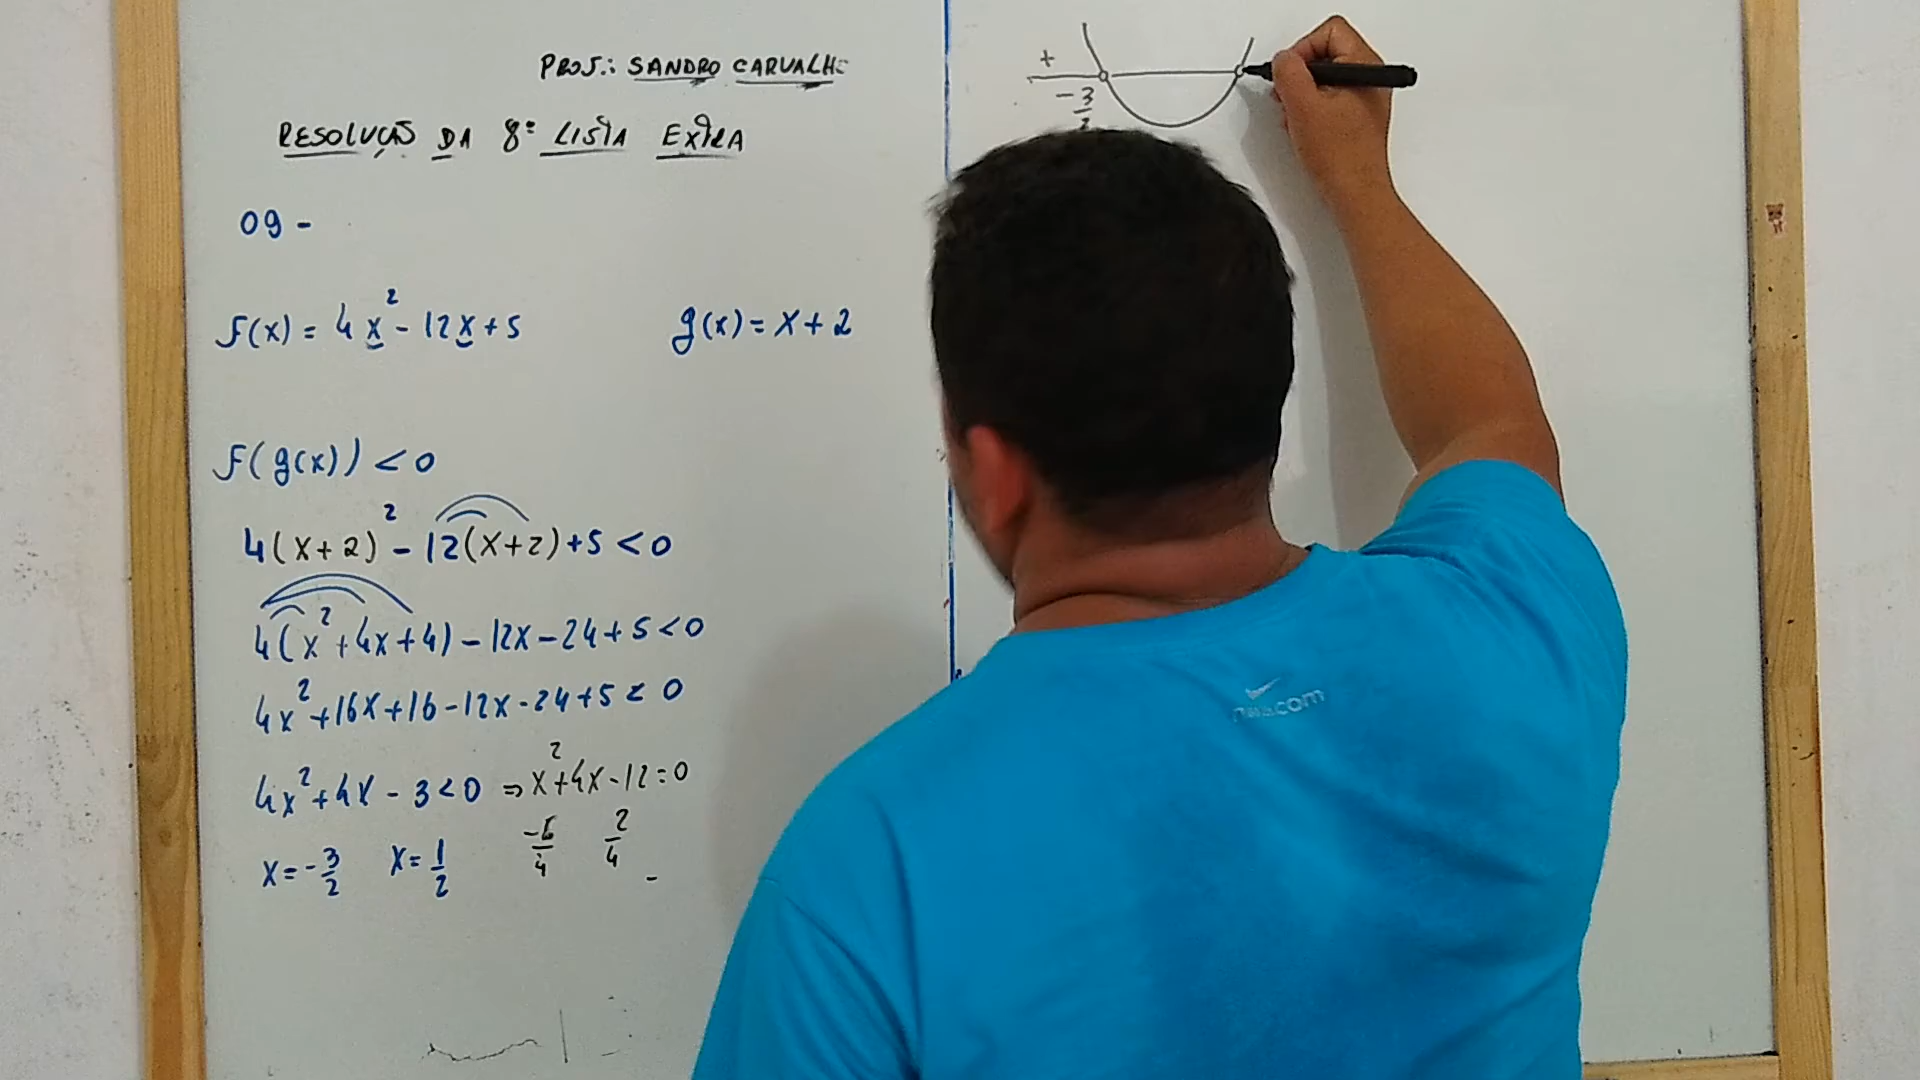 PROF.: SANDRO CARVALHO
RESOLUÇÃO DA 8ª LISTA EXTRA
09 -
f(x) = 4x² - 12x + 5
g(x) = x + 2
f(g(x)) < 0
4(x+2)² - 12(x+2) + 5 < 0
4(x² + 4x + 4) - 12x - 24 + 5 < 0
4x² + 16x + 16 - 12x - 24 + 5 < 0
4x² + 4x - 3 < 0 ⇒ x² + 4x - 12 = 0
x = -3/2 x = 1/2 -6/4 2/4
+
-3/2